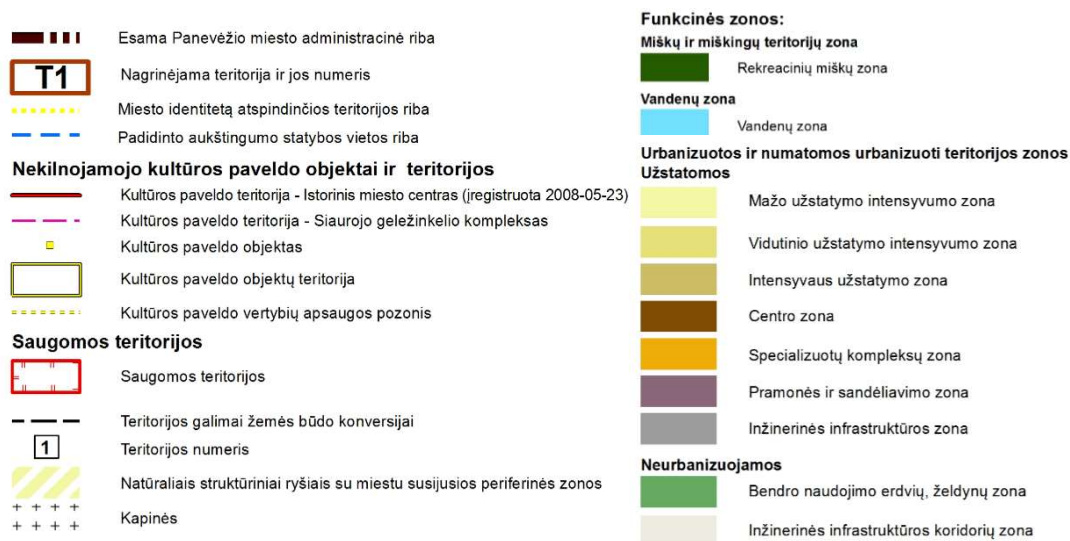 Esama Panevėžio miesto administracinė riba
T1 Nagrinėjama teritorija ir jos numeris
Miesto identitetą atspindinčios teritorijos riba
Padidinto aukštingumo statybos vietos riba
Nekilnojamojo kultūros paveldo objektai ir teritorijos
Kultūros paveldo teritorija - Istorinis miesto centras (įregistruota 2008-05-23)
Kultūros paveldo teritorija - Siaurojo geležinkelio kompleksas
Kultūros paveldo objektas
Kultūros paveldo objektų teritorija
Kultūros paveldo vertybių apsaugos pozonis
Saugomos teritorijos
Saugomos teritorijos
Teritorijos galimai žemės būdo konversijai
1 Teritorijos numeris
Natūraliais struktūriniai ryšiais su miestu susijusios periferinės zonos
Kapinės
Funkcinės zonos:
Miškų ir miškingų teritorijų zona
Rekreacinių miškų zona
Vandenų zona
Vandenų zona
Urbanizuotos ir numatomos urbanizuoti teritorijos zonos
Užstatomos
Mažo užstatymo intensyvumo zona
Vidutinio užstatymo intensyvumo zona
Intensyvaus užstatymo zona
Centro zona
Specializuotų kompleksų zona
Pramonės ir sandėliavimo zona
Inžinerinės infrastruktūros zona
Neurbanizuojamos
Bendro naudojimo erdvių, želdynų zona
Inžinerinės infrastruktūros koridorių zona